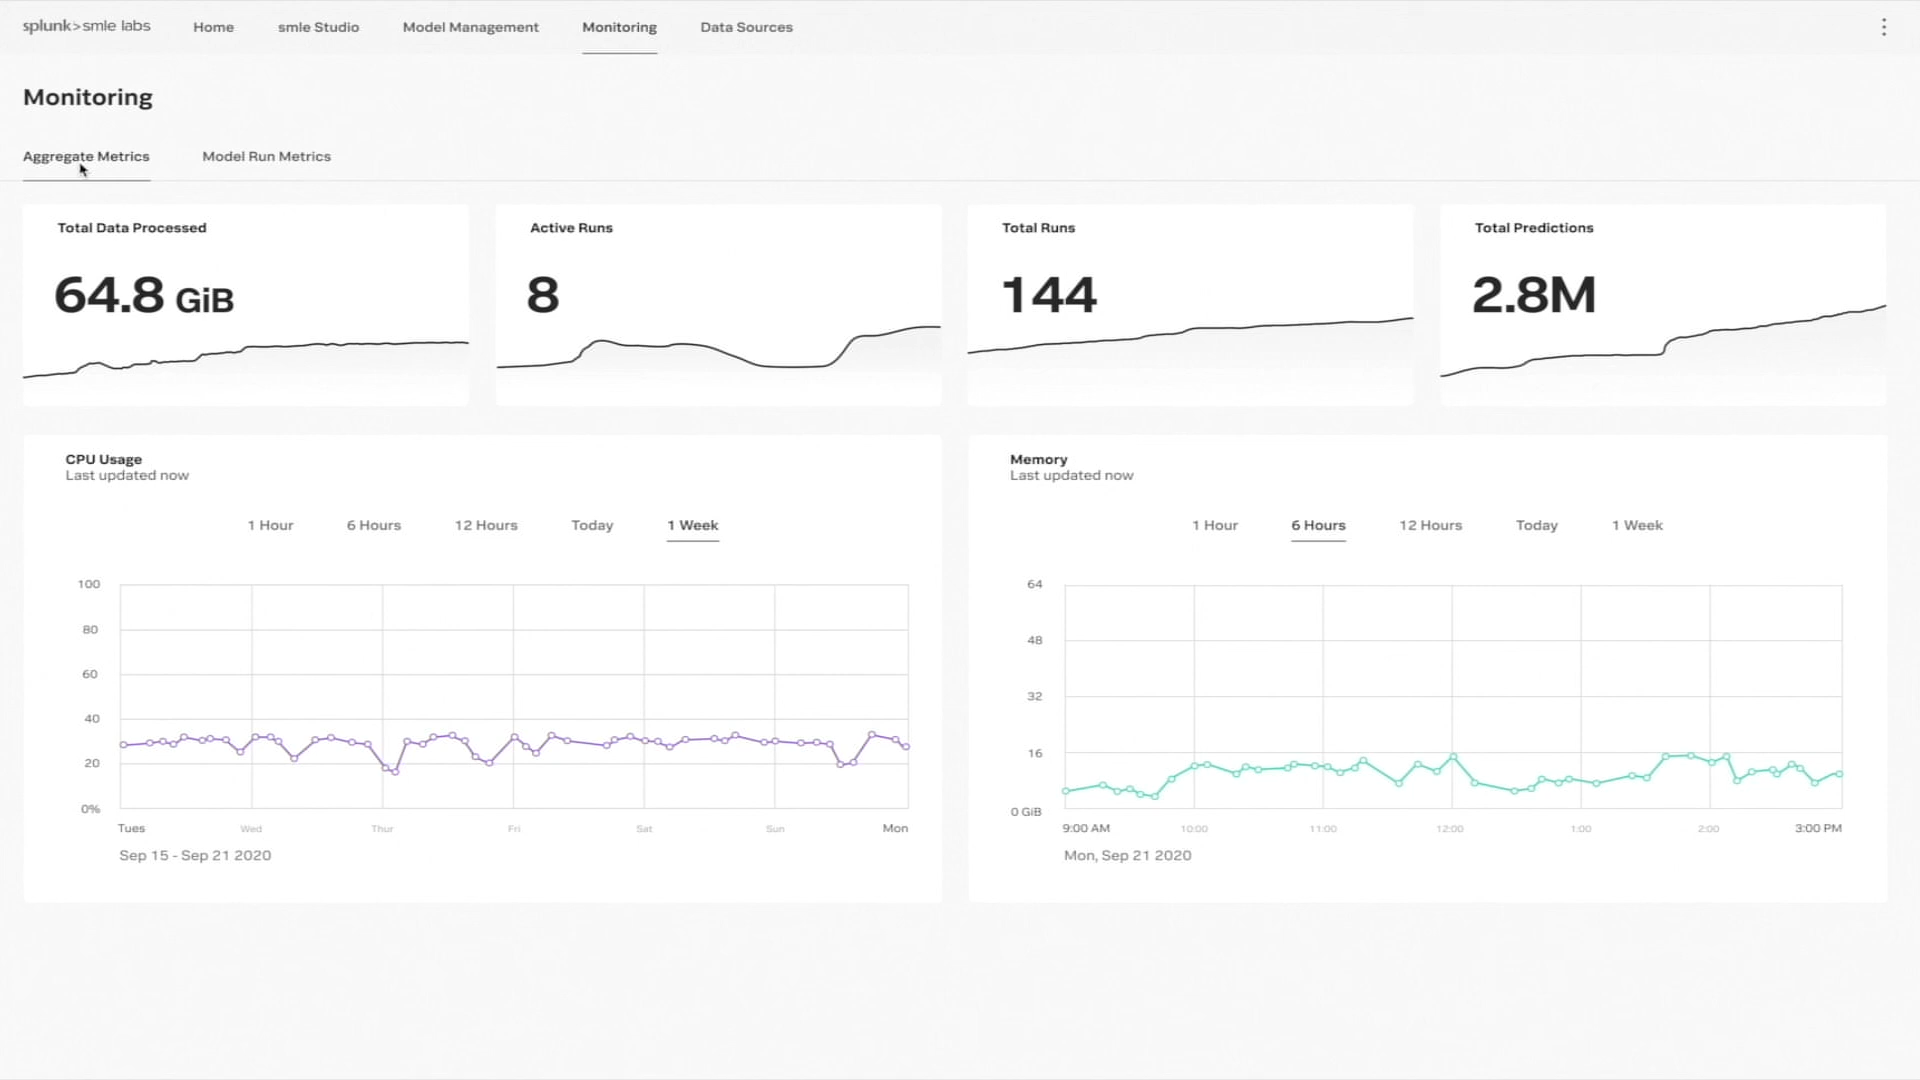 splunk>smle labs
Home
smle Studio
Model Management
Monitoring
Data Sources
Monitoring
Aggregate Metrics
Model Run Metrics
Total Data Processed
64.8 GiB
Active Runs
8
Total Runs
144
Total Predictions
2.8M
CPU Usage
Last updated now
1 Hour
6 Hours
12 Hours
Today
1 Week
100
80
60
40
20
0%
Tues
Wed
Thur
Fri
Sat
Sun
Mon
Sep 15 - Sep 21 2020
Memory
Last updated now
1 Hour
6 Hours
12 Hours
Today
1 Week
64
48
32
16
0 GiB
9:00 AM
10:00
11:00
12:00
1:00
2:00
3:00 PM
Mon, Sep 21 2020